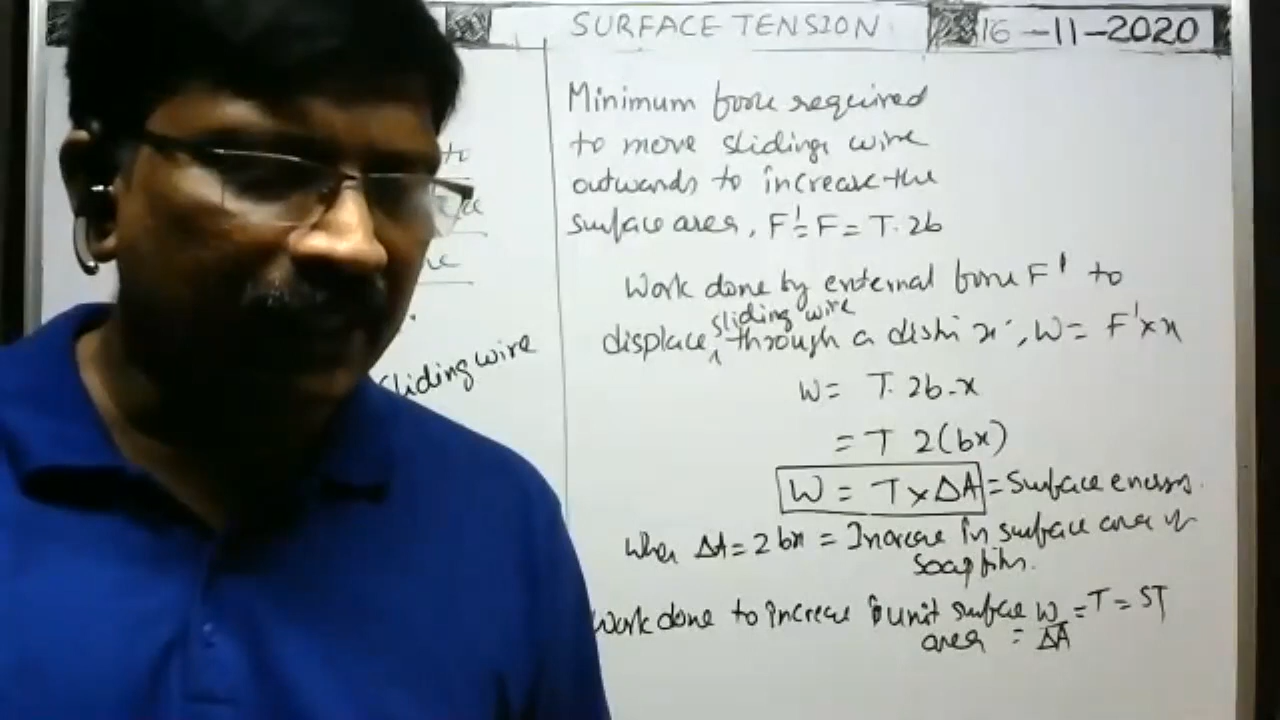 SURFACE TENSION
16-11-2020
to
sliding wire
Minimum force required
to move sliding wire
outwards to increase the
surface area, F' = F = T. 2b
Work done by external force F' to
sliding wire
displace ^ through a distn 'x', W = F' x x
W = T. 2b. x
= T 2(bx)
W = T x ΔA = Surface energy.
When ΔA = 2bx = Increase in surface area of
soap film.
Work done to increase unit surface W = T = ST
area = ΔA